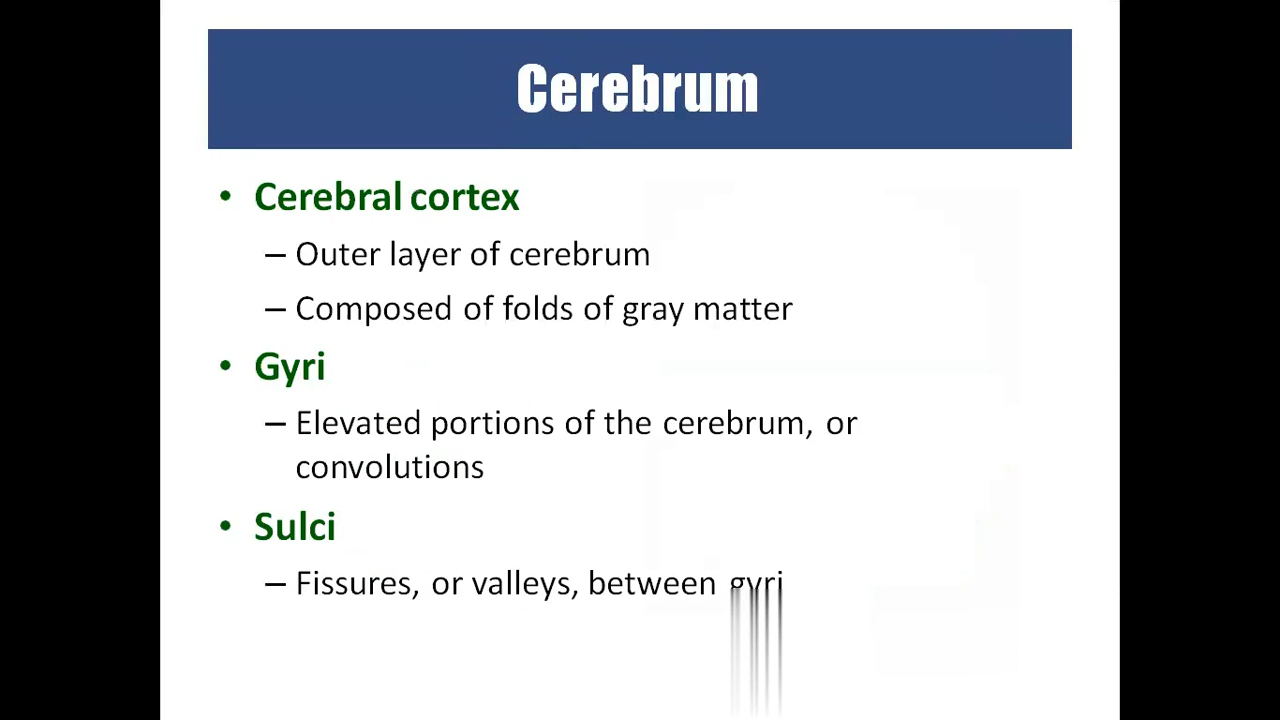 Cerebrum
• Cerebral cortex
– Outer layer of cerebrum
– Composed of folds of gray matter
• Gyri
– Elevated portions of the cerebrum, or
convolutions
• Sulci
– Fissures, or valleys, between gyri